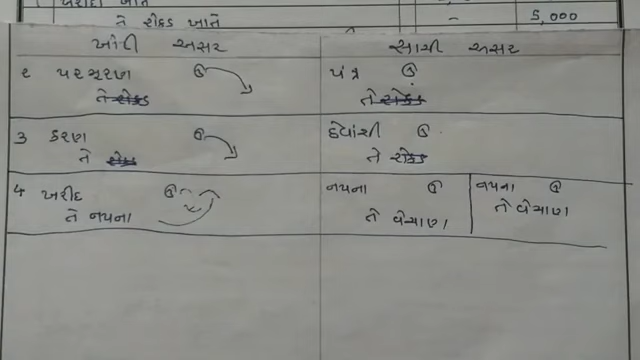 તે રોકડ ખાતે – 5,000
ખોટી અસર સાચી અસર
૨ પરચૂરણ ઉ યંત્ર ઉ
તે રોકડ તે રોકડ
૩ કરણ ઉ દેવાંશી ઉ
તે રોકડ તે રોકડ
૪ ખરીદ ઉ નયના ઉ નયના ઉ
તે નયના તે વેચાણ તે વેચાણ